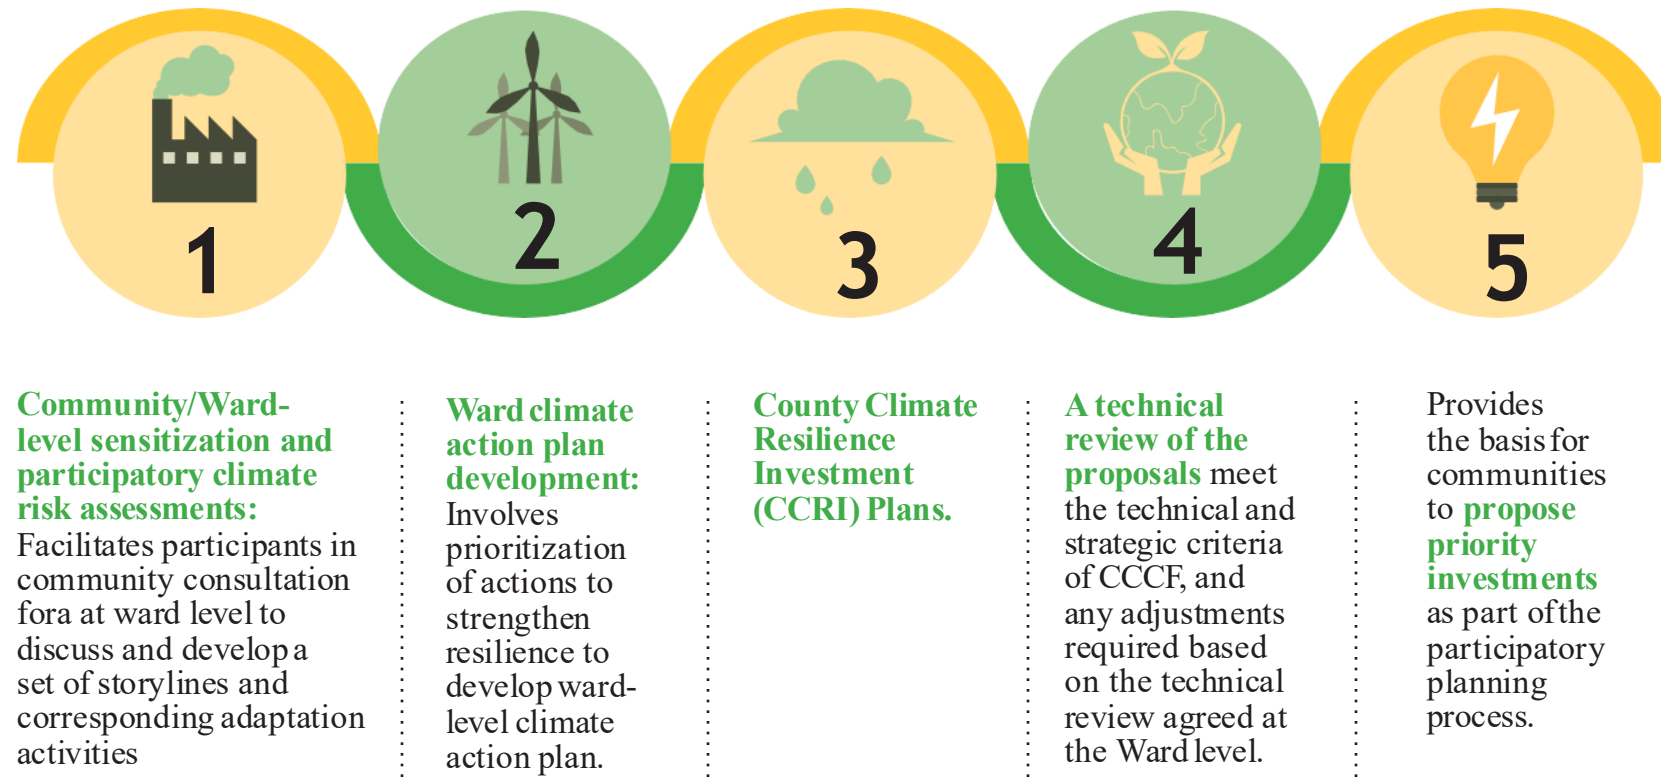 1
2
3
4
5
Community/Ward-
level sensitization and
participatory climate
risk assessments:
Facilitates participants in
community consultation
fora at ward level to
discuss and develop a
set of storylines and
corresponding adaptation
activities
Ward climate
action plan
development:
Involves
prioritization
of actions to
strengthen
resilience to
develop ward-
level climate
action plan.
County Climate
Resilience
Investment
(CCRI) Plans.
A technical
review of the
proposals meet
the technical and
strategic criteria
of CCCF, and
any adjustments
required based
on the technical
review agreed at
the Ward level.
Provides
the basis for
communities
to propose
priority
investments
as part of the
participatory
planning
process.